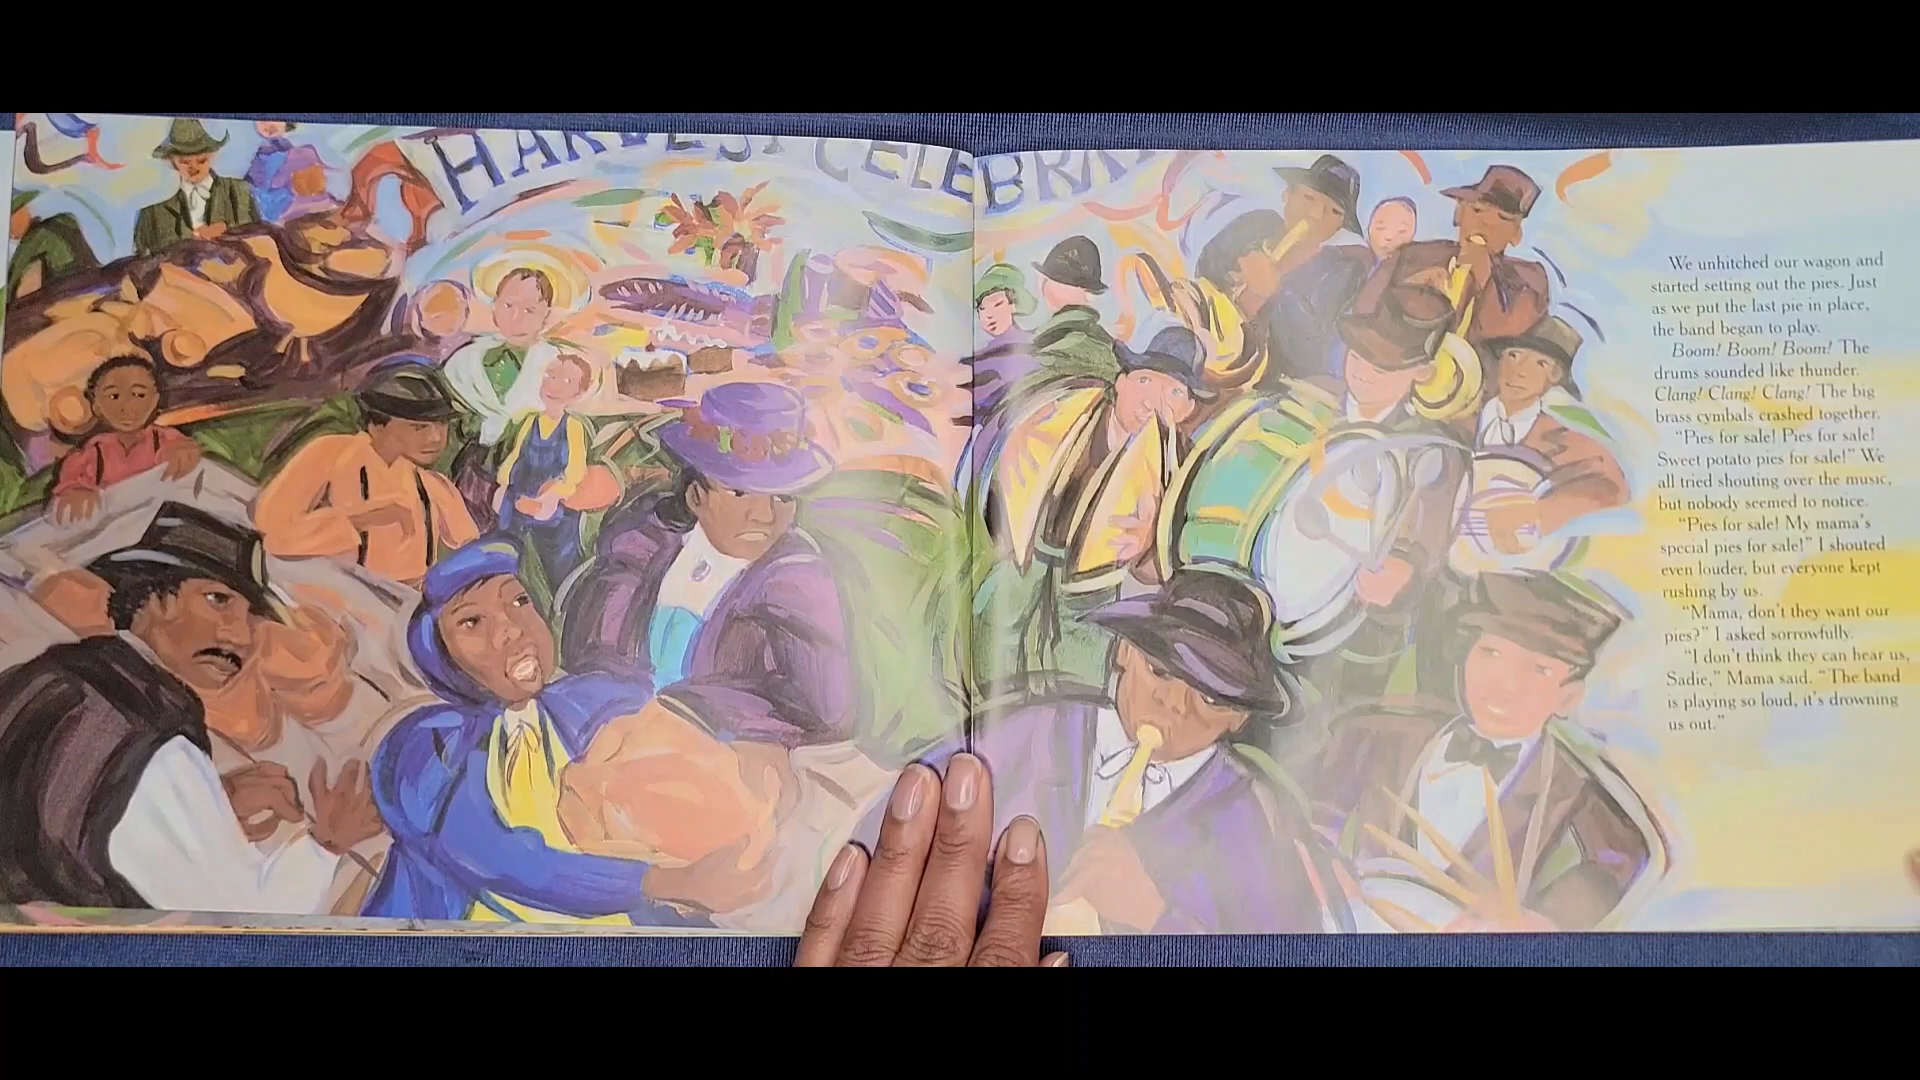 HARVEST CELEBRA
We unhitched our wagon and
started setting out the pies. Just
as we put the last pie in place,
the band began to play.
Boom! Boom! Boom! The
drums sounded like thunder.
Clang! Clang! Clang! The big
brass cymbals crashed together.
“Pies for sale! Pies for sale!
Sweet potato pies for sale!” We
all tried shouting over the music,
but nobody seemed to notice.
“Pies for sale! My mama’s
special pies for sale!” I shouted
even louder, but everyone kept
rushing by us.
“Mama, don’t they want our
pies?” I asked sorrowfully.
“I don’t think they can hear us,
Sadie,” Mama said. “The band
is playing so loud, it’s drowning
us out.”